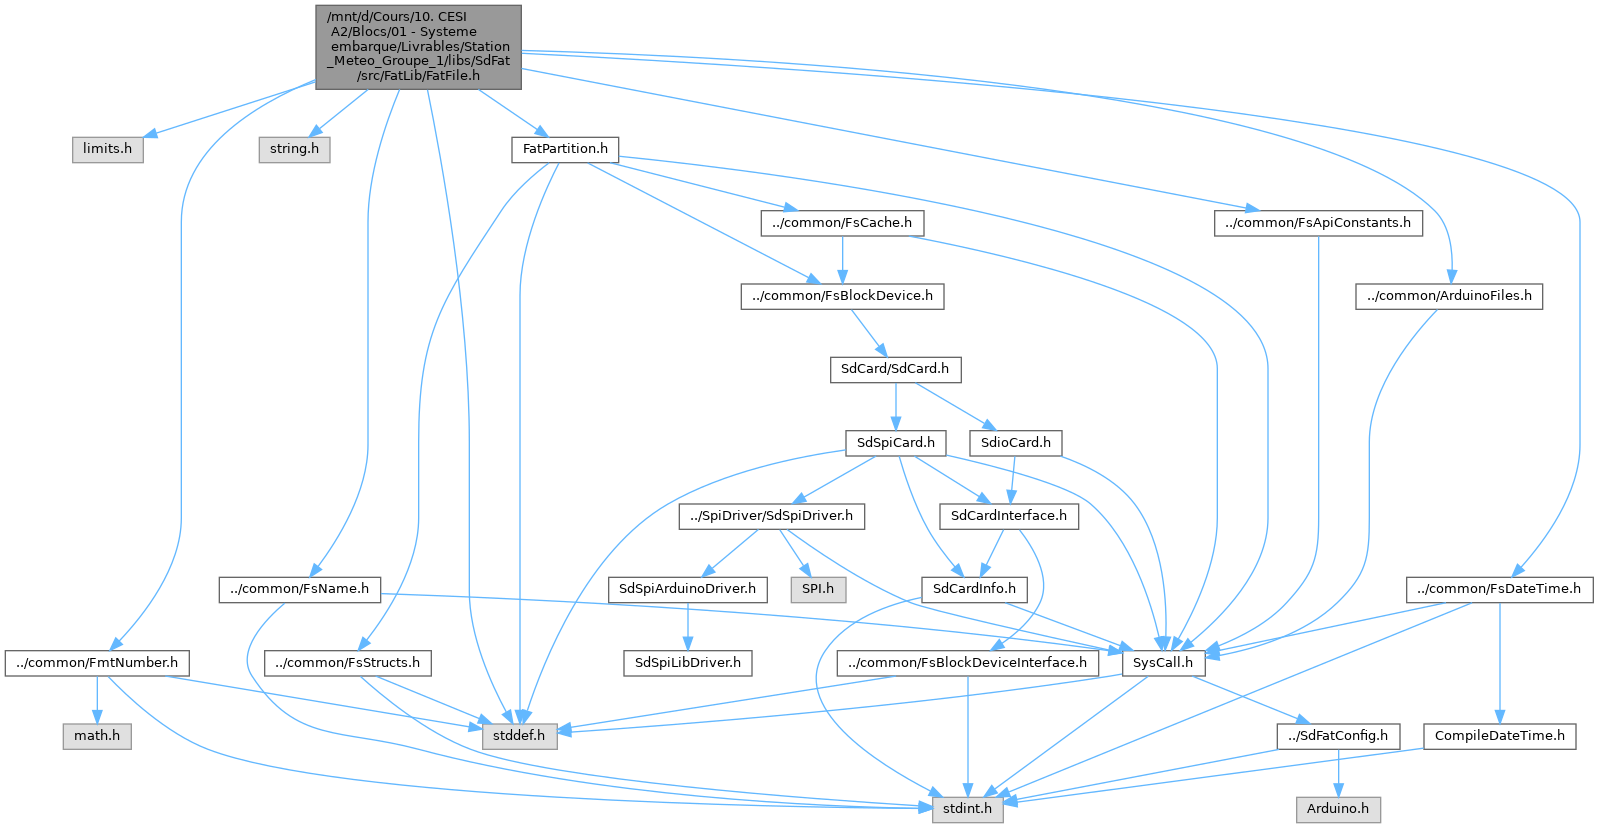 /mnt/d/Cours/10. CESI
A2/Blocs/01 - Systeme
embarque/Livrables/Station
_Meteo_Groupe_1/libs/SdFat
/src/FatLib/FatFile.h
limits.h
string.h
FatPartition.h
../common/FsCache.h
../common/FsApiConstants.h
../common/FsBlockDevice.h
../common/ArduinoFiles.h
SdCard/SdCard.h
SdSpiCard.h
SdioCard.h
../SpiDriver/SdSpiDriver.h
SdCardInterface.h
../common/FsName.h
SdSpiArduinoDriver.h
SPI.h
SdCardInfo.h
../common/FsDateTime.h
../common/FmtNumber.h
../common/FsStructs.h
SdSpiLibDriver.h
../common/FsBlockDeviceInterface.h
SysCall.h
math.h
stddef.h
../SdFatConfig.h
CompileDateTime.h
stdint.h
Arduino.h